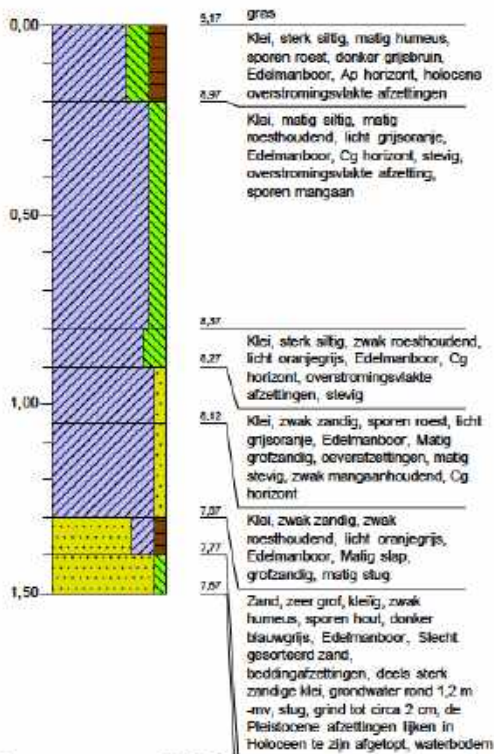 0,00
9,17
gras
Klei, sterk siltig, matig humeus,
sporen roest, donker grijsbruin,
Edelmanboor, Ap horizont, holocene
overstromingsvlakte afzettingen
8,97
Klei, matig siltig, matig
roesthoudend, licht grijsoranje,
Edelmanboor, Cg horizont, stevig,
overstromingsvlakte afzetting,
sporen mangaan
0,50
8,37
Klei, sterk siltig, zwak roesthoudend,
licht oranjegrijs, Edelmanboor, Cg
horizont, overstromingsvlakte
afzettingen, stevig
8,27
1,00
8,12
Klei, zwak zandig, sporen roest, licht
grijsoranje, Edelmanboor, Matig
grofzandig, oeverafzettingen, matig
stevig, zwak mangaanhoudend, Cg
horizont
7,87
Klei, zwak zandig, zwak
roesthoudend, licht oranjegrijs,
Edelmanboor, Matig slap,
grofzandig, matig stug
7,77
1,50
7,67
Zand, zeer grof, kleiig, zwak
humeus, sporen hout, donker
blauwgrijs, Edelmanboor, Slecht
gesorteerd zand,
beddingafzettingen, deels sterk
zandige klei, grondwater rond 1,2 m
-mv, stug, grind tot circa 2 cm, de
Pleistocene afzettingen lijken in
Holoceen te zijn afgetopt, waterbodem